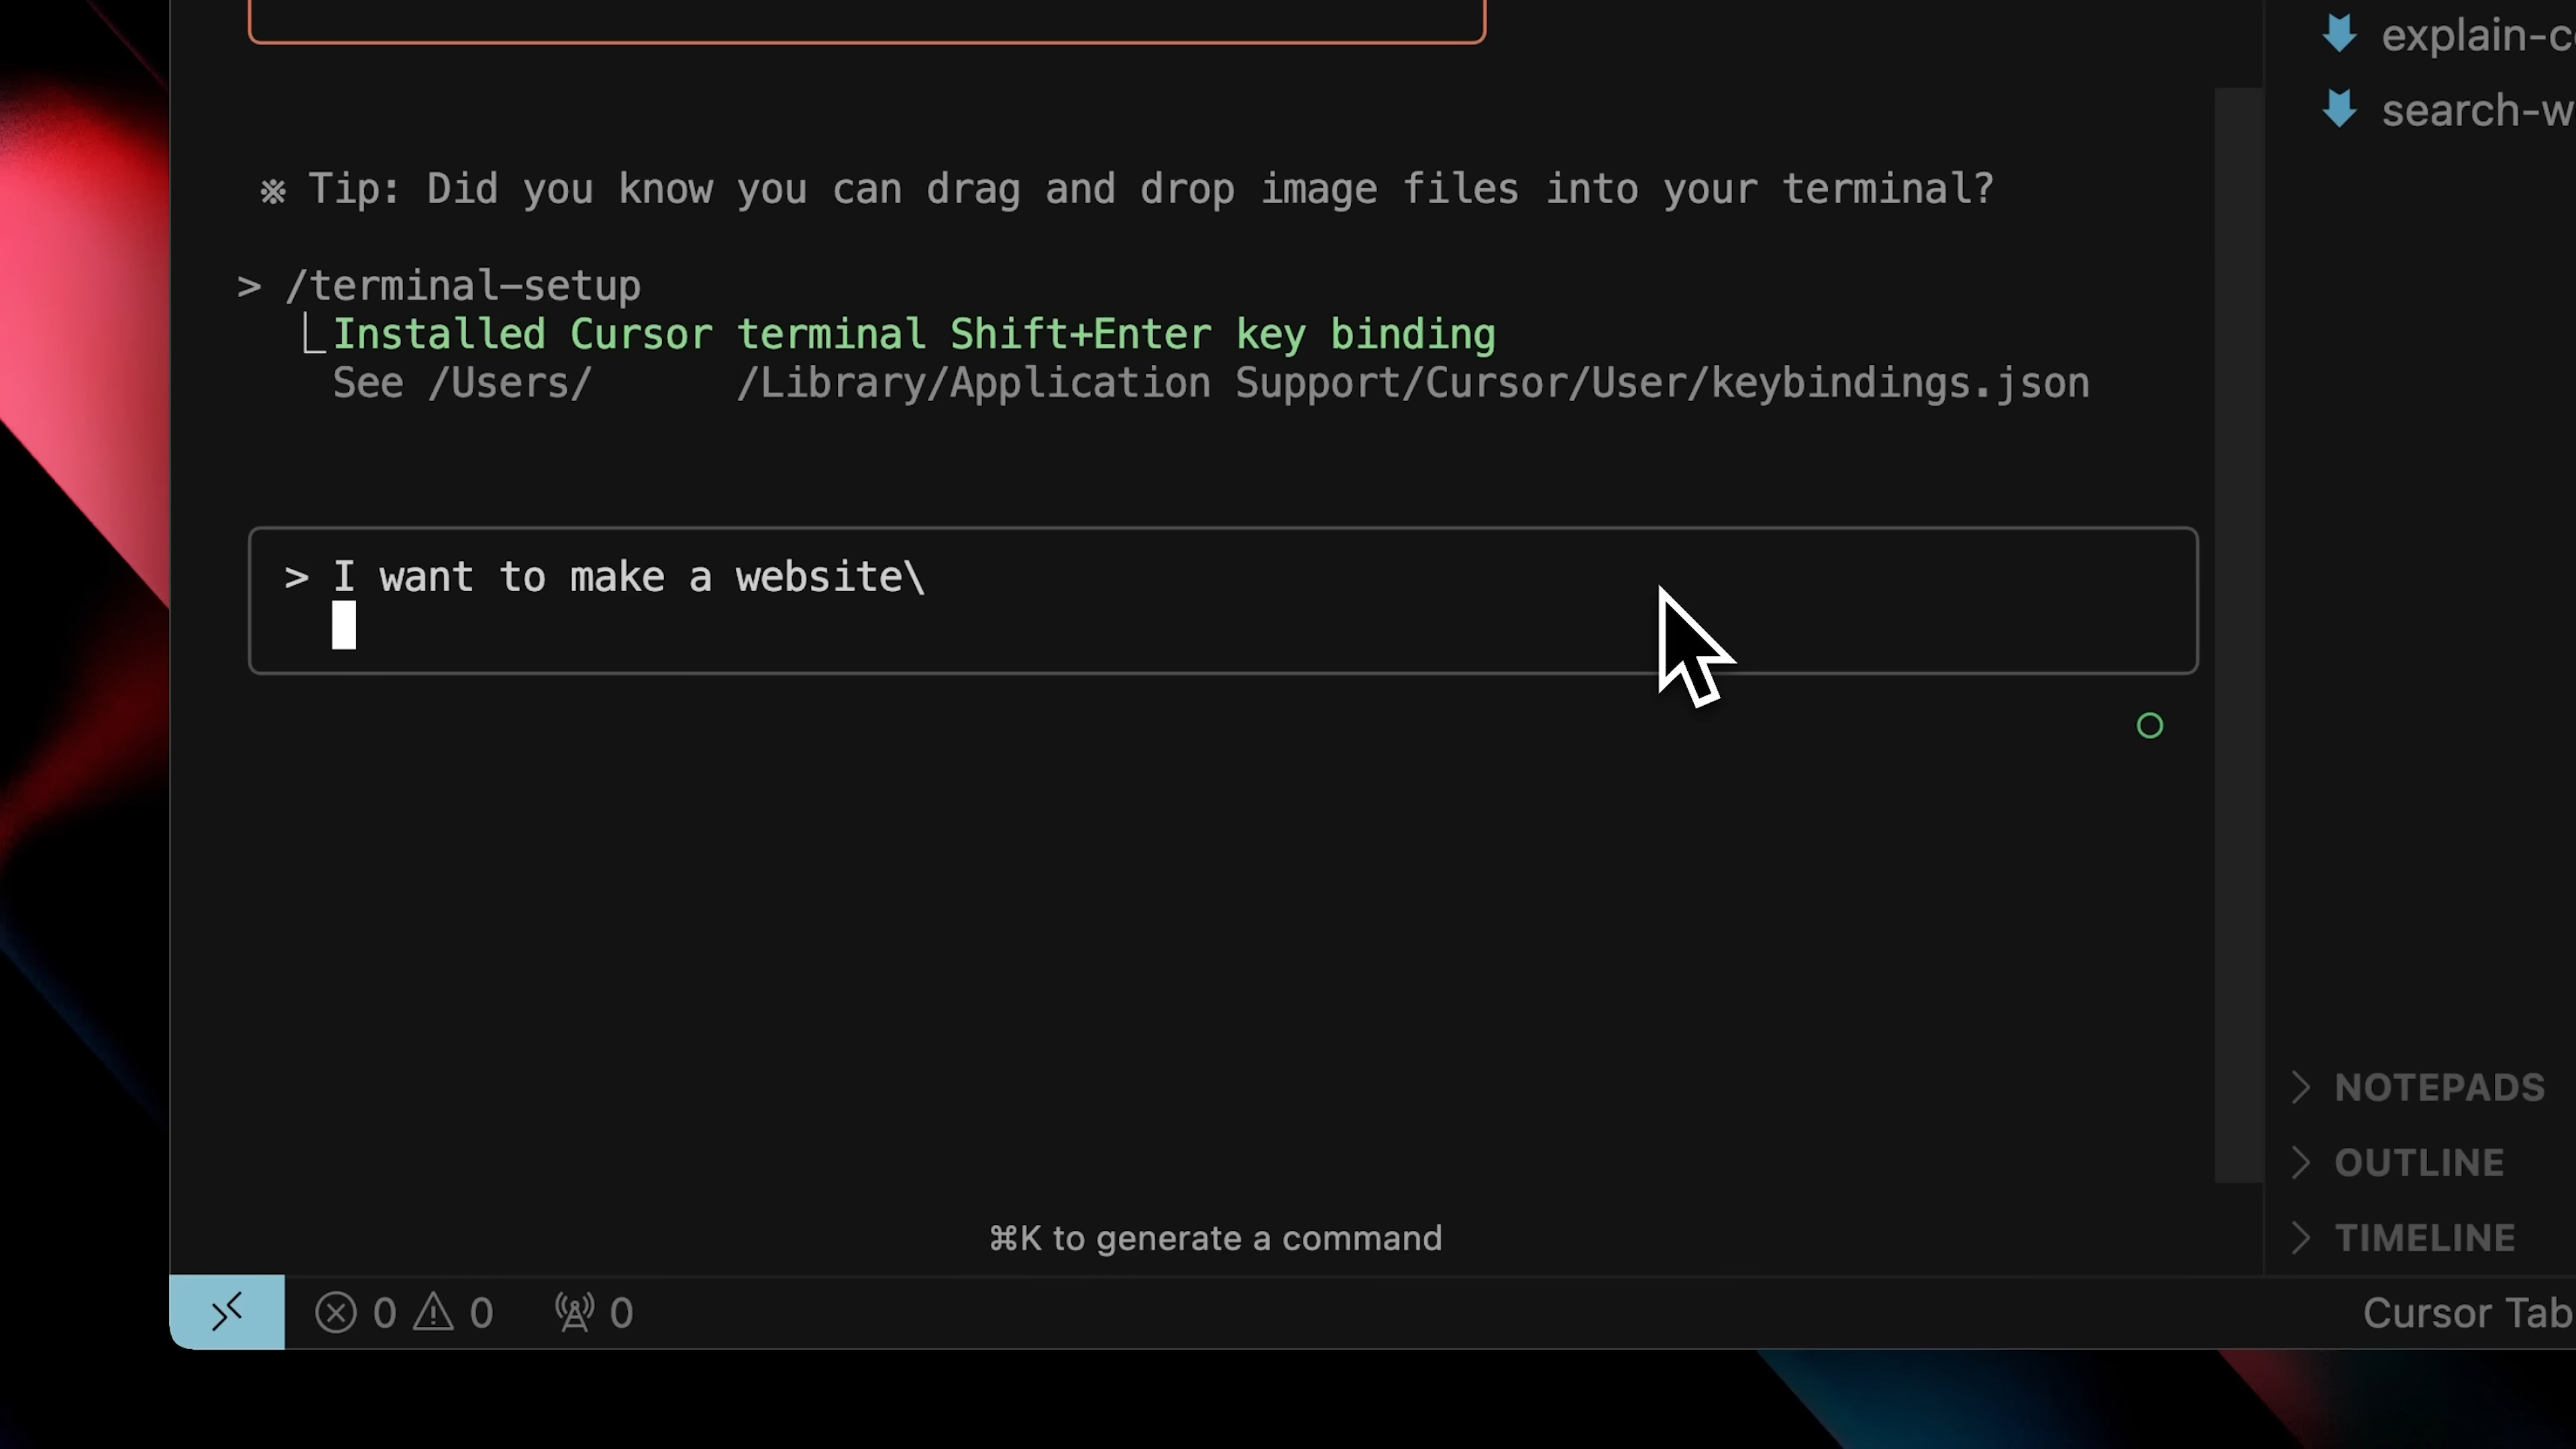 explain-c
search-w
※ Tip: Did you know you can drag and drop image files into your terminal?
> /terminal-setup
⎿ Installed Cursor terminal Shift+Enter key binding
See /Users/ /Library/Application Support/Cursor/User/keybindings.json
> I want to make a website\
NOTEPADS
OUTLINE
TIMELINE
⌘K to generate a command
0 0 0
Cursor Tab